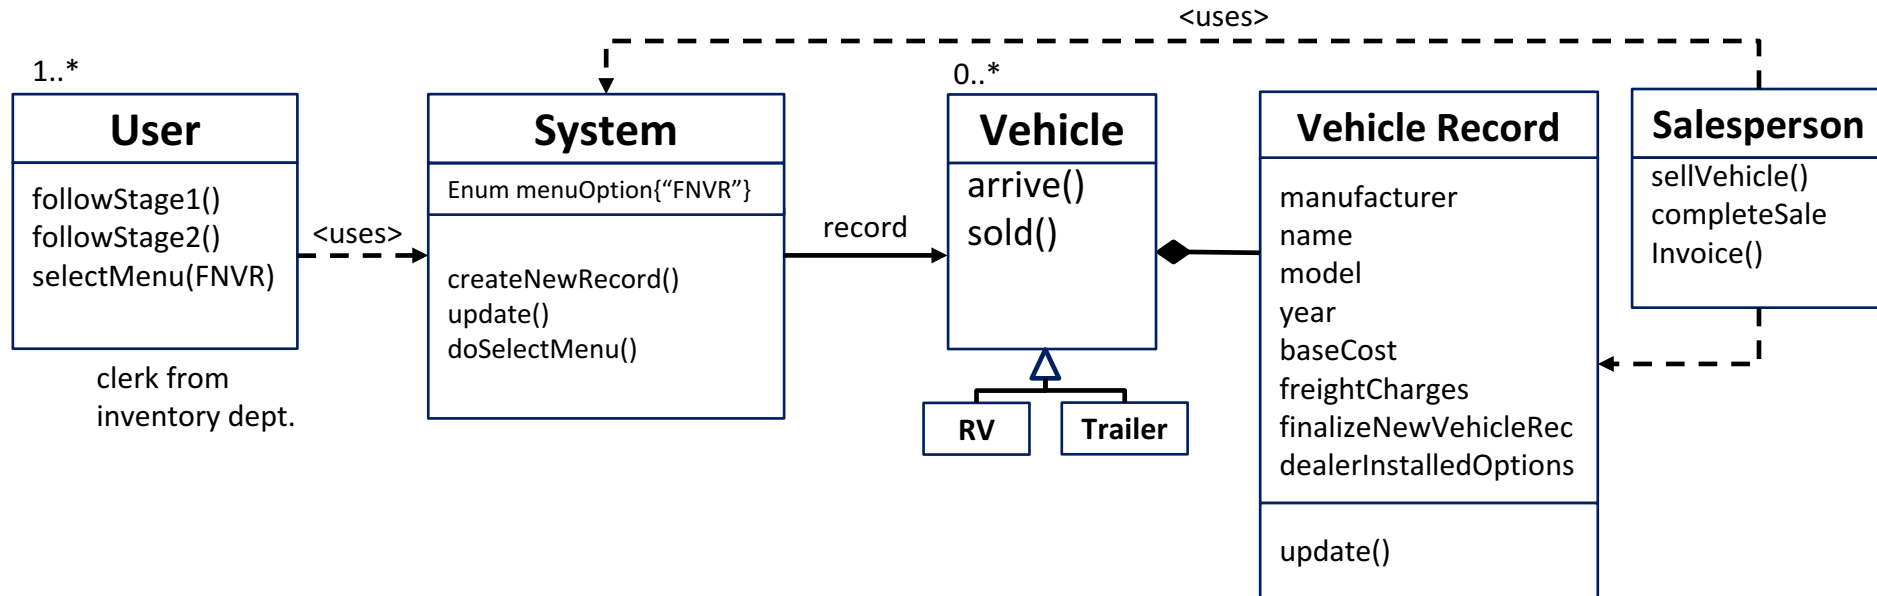 <uses>
1..*
User
followStage1()
followStage2()
selectMenu(FNVR)
clerk from
inventory dept.
<uses>
System
Enum menuOption{“FNVR”}
createNewRecord()
update()
doSelectMenu()
record
0..*
Vehicle
arrive()
sold()
RV
Trailer
Vehicle Record
manufacturer
name
model
year
baseCost
freightCharges
finalizeNewVehicleRec
dealerInstalledOptions
update()
Salesperson
sellVehicle()
completeSale
Invoice()